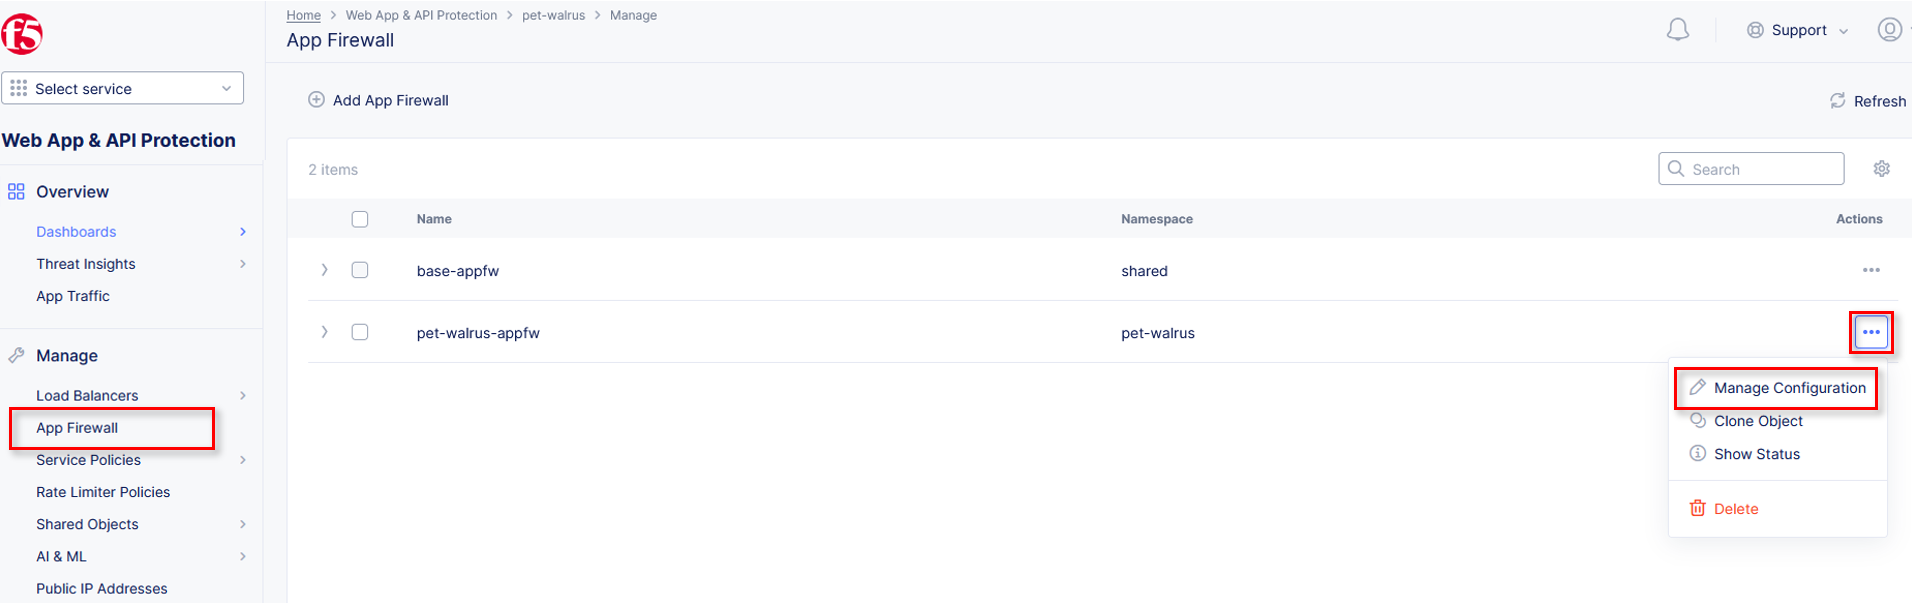 f5
Home > Web App & API Protection > pet-walrus > Manage
App Firewall
Support
Select service
Add App Firewall
Refresh
Web App & API Protection
2 items
Search
Overview
Dashboards
Threat Insights
App Traffic
Name Namespace Actions
base-appfw shared
pet-walrus-appfw pet-walrus
Manage
Load Balancers
App Firewall
Service Policies
Rate Limiter Policies
Shared Objects
AI & ML
Public IP Addresses
Manage Configuration
Clone Object
Show Status
Delete